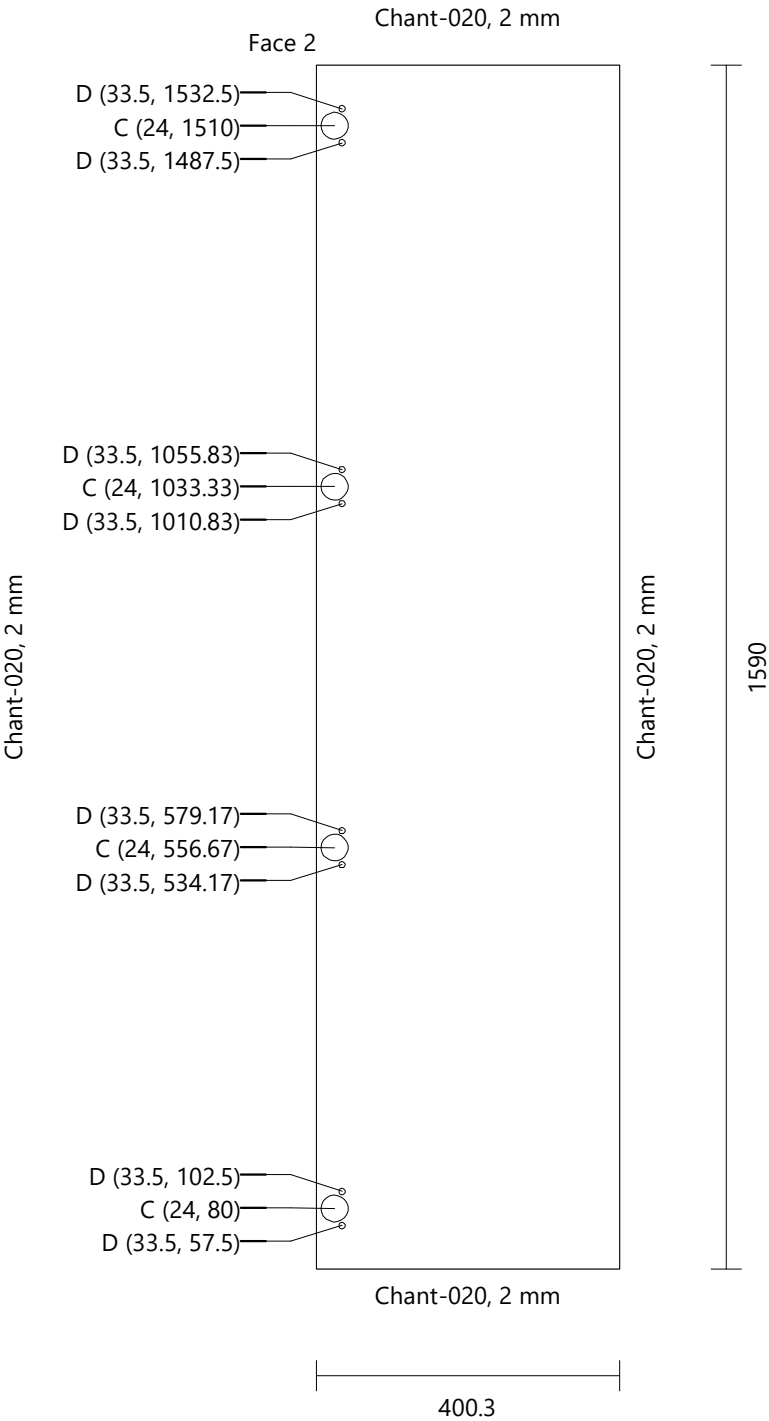 Chant-020, 2 mm
Face 2
D (33.5, 1532.5)
C (24, 1510)
D (33.5, 1487.5)
D (33.5, 1055.83)
C (24, 1033.33)
D (33.5, 1010.83)
Chant-020, 2 mm
Chant-020, 2 mm
1590
D (33.5, 579.17)
C (24, 556.67)
D (33.5, 534.17)
D (33.5, 102.5)
C (24, 80)
D (33.5, 57.5)
Chant-020, 2 mm
400.3